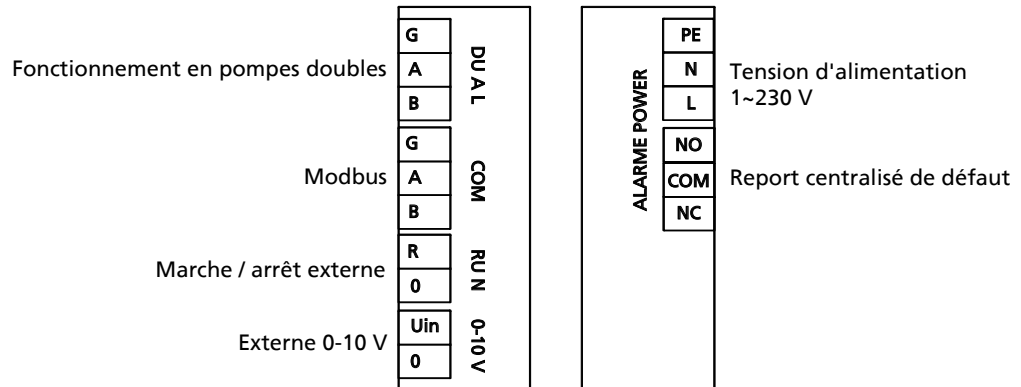 Fonctionnement en pompes doubles
G
A
B
DUAL
Modbus
G
A
B
COM
Marche / arrêt externe
R
0
RUN
Externe 0-10 V
Uin
0
0-10 V
ALARME POWER
PE
N
L
Tension d'alimentation
1~230 V
NO
COM
NC
Report centralisé de défaut